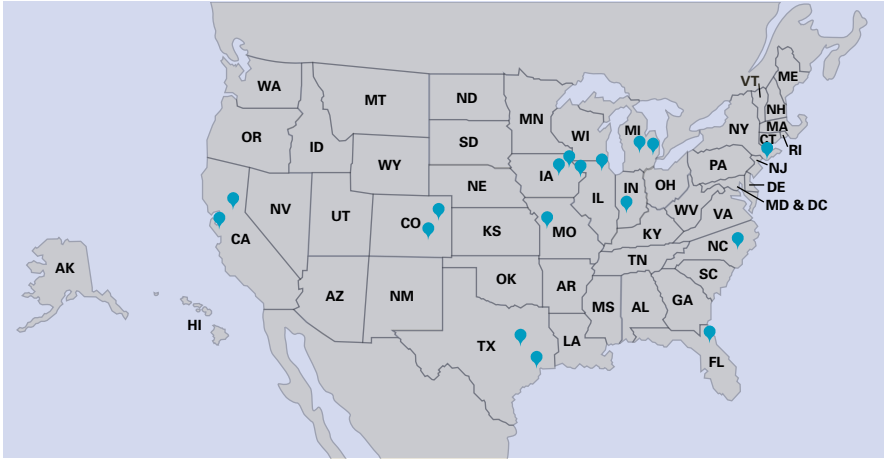 WA
MT
ND
MN
VT
ME
NH
OR
ID
SD
WI
MI
NY
MA
CT
RI
WY
IA
NE
PA
NJ
DE
MD & DC
NV
UT
CO
KS
MO
IL
IN
OH
WV
VA
CA
KY
NC
TN
AK
AZ
NM
OK
AR
SC
MS
AL
GA
HI
TX
LA
FL